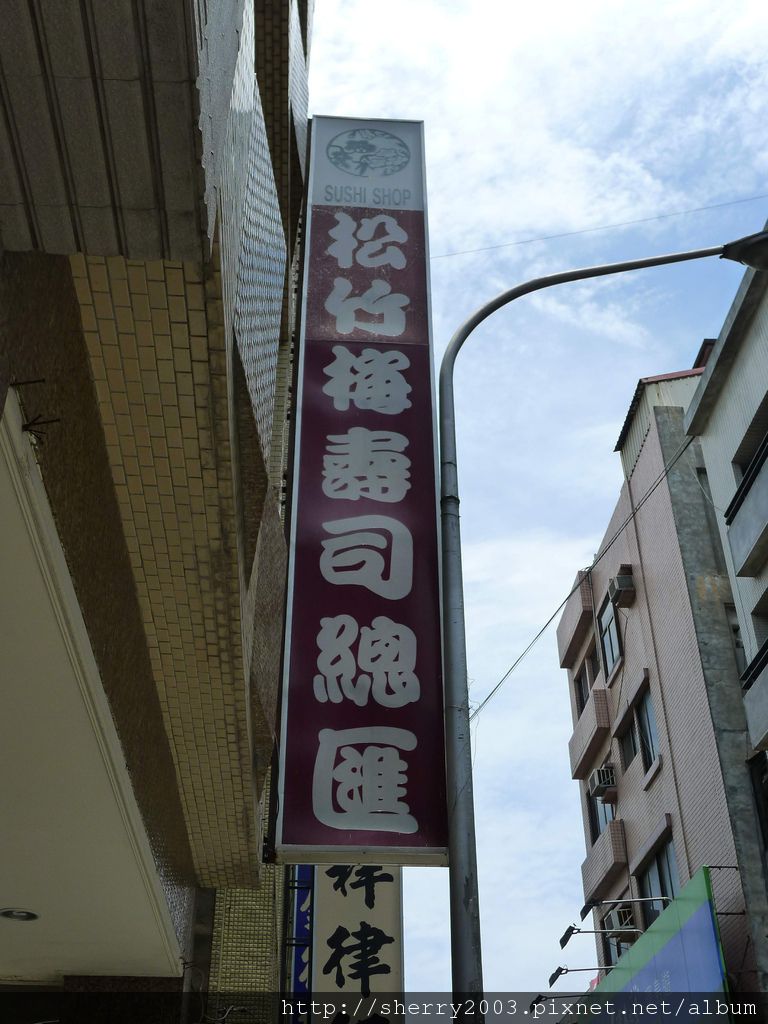 SUSHI SHOP
松竹梅壽司總匯
律
http://sherry2003.pixnet.net/album